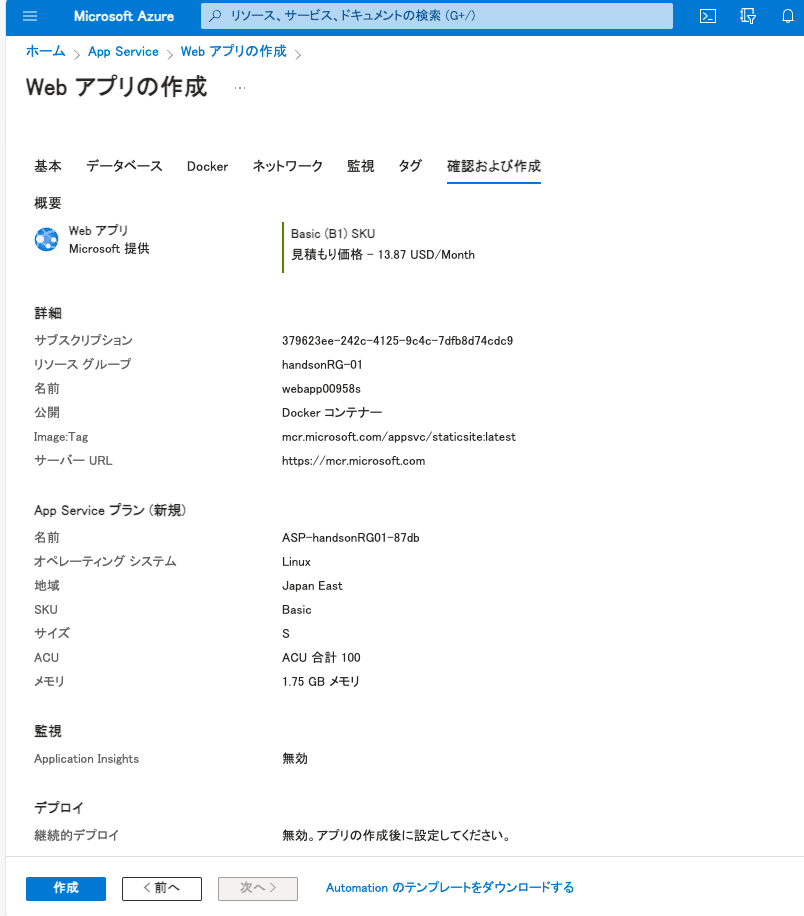 Microsoft Azure
リソース、サービス、ドキュメントの検索 (G+/)
ホーム > App Service > Web アプリの作成 >
Web アプリの作成 …
基本 データベース Docker ネットワーク 監視 タグ 確認および作成
概要
Web アプリ
Microsoft 提供
Basic (B1) SKU
見積もり価格 - 13.87 USD/Month
詳細
サブスクリプション 379623ee-242c-4125-9c4c-7dfb8d74cdc9
リソース グループ handsonRG-01
名前 webapp00958s
公開 Docker コンテナー
Image:Tag mcr.microsoft.com/appsvc/staticsite:latest
サーバー URL https://mcr.microsoft.com
App Service プラン (新規)
名前 ASP-handsonRG01-87db
オペレーティング システム Linux
地域 Japan East
SKU Basic
サイズ S
ACU ACU 合計 100
メモリ 1.75 GB メモリ
監視
Application Insights 無効
デプロイ
継続的デプロイ 無効。アプリの作成後に設定してください。
作成 < 前へ 次へ > Automation のテンプレートをダウンロードする